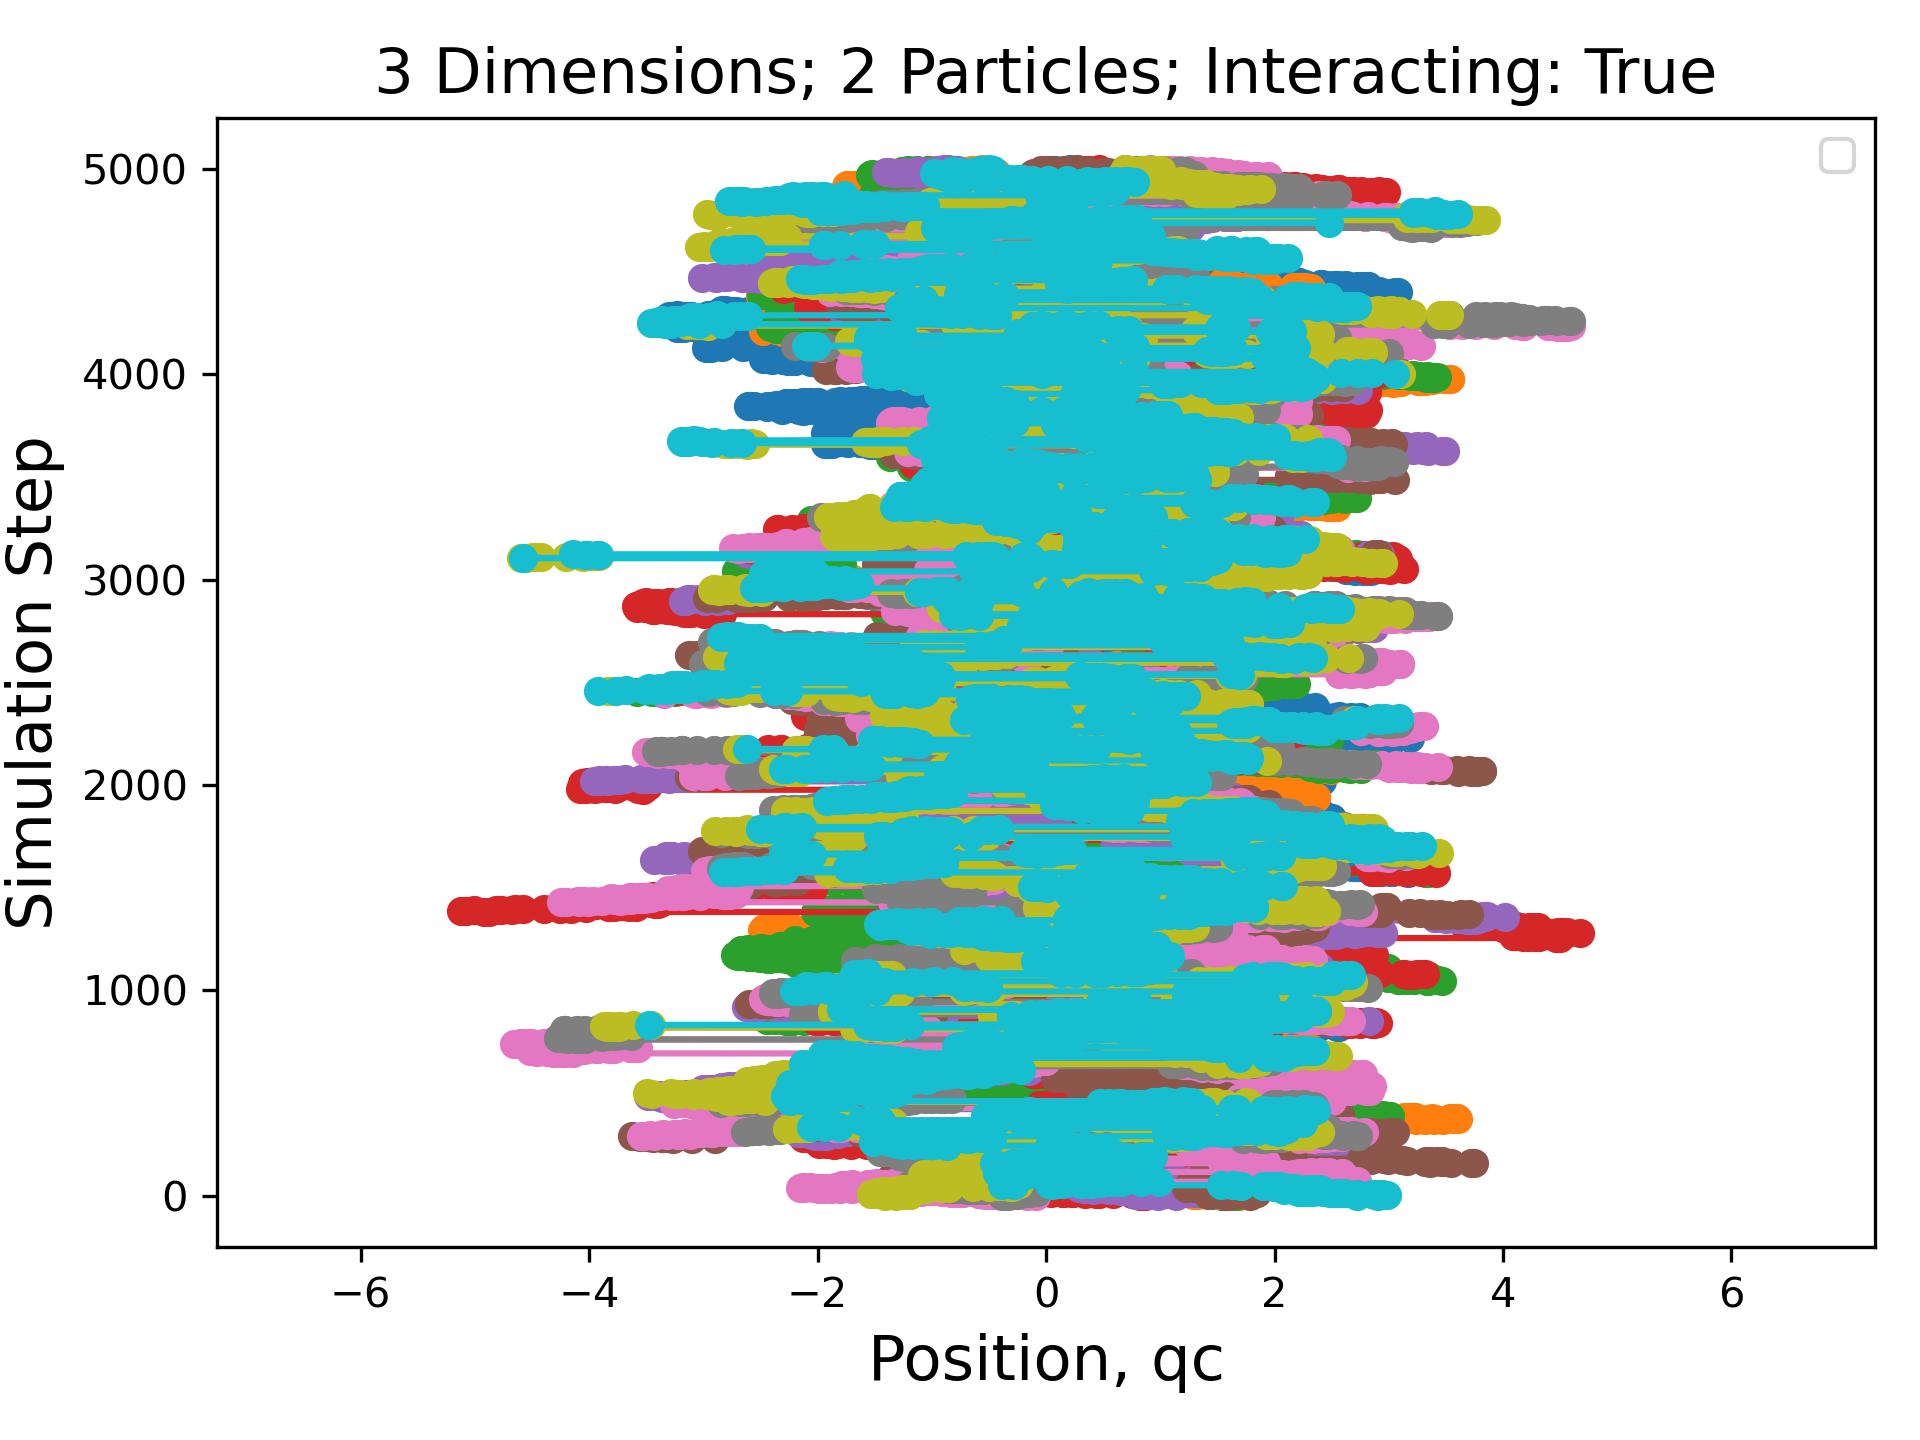 3 Dimensions; 2 Particles; Interacting: True
Simulation Step
5000
4000
3000
2000
1000
0
−6 −4 −2 0 2 4 6
Position, qc